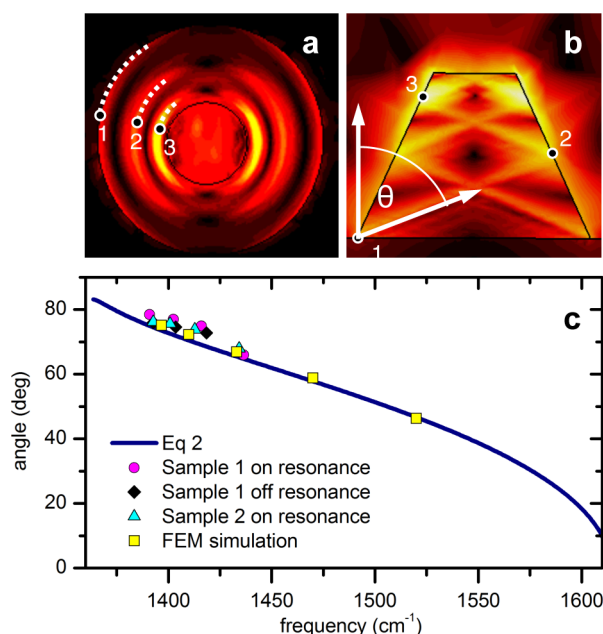 a
1
2
3
b
3
2
θ
1
c
80
60
40
20
0
angle (deg)
Eq 2
Sample 1 on resonance
Sample 1 off resonance
Sample 2 on resonance
FEM simulation
1400 1450 1500 1550 1600
frequency (cm⁻¹)